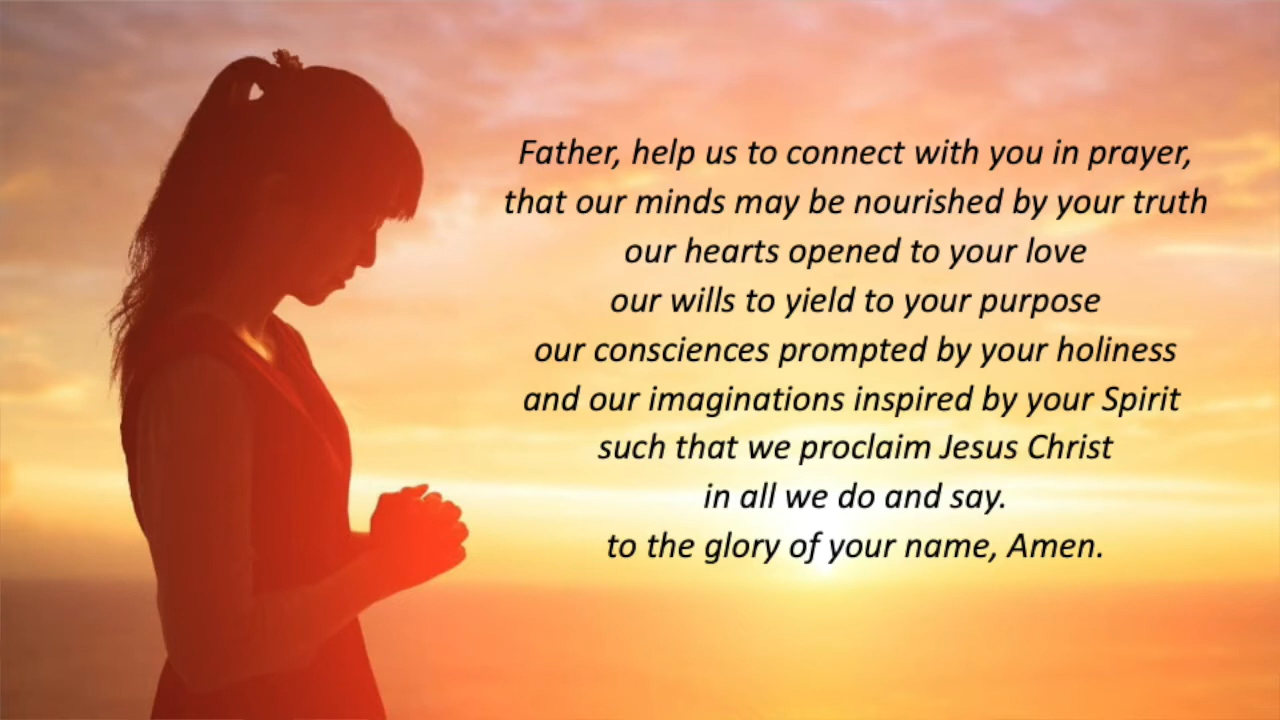 Father, help us to connect with you in prayer,
that our minds may be nourished by your truth
our hearts opened to your love
our wills to yield to your purpose
our consciences prompted by your holiness
and our imaginations inspired by your Spirit
such that we proclaim Jesus Christ
in all we do and say.
to the glory of your name, Amen.